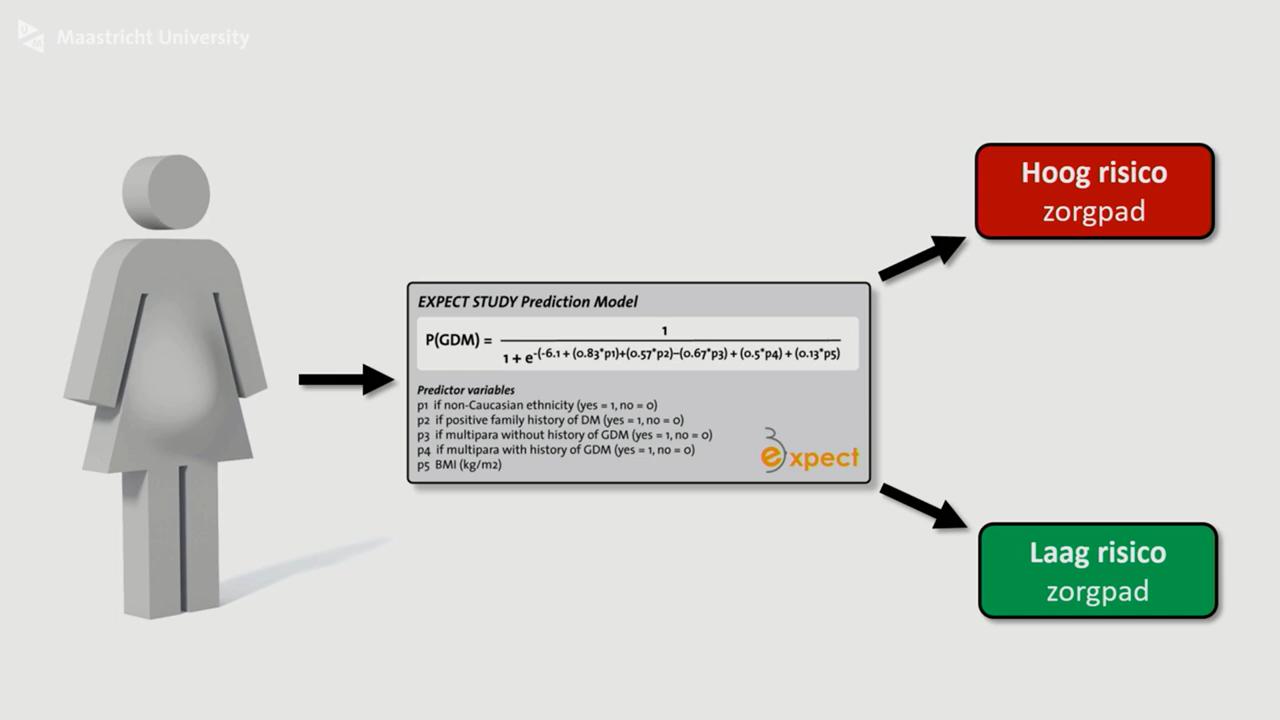 Maastricht University
EXPECT STUDY Prediction Model
P(GDM) = 1
1 + e-(-6.1 + (0.83*p1)+(0.57*p2)–(0.67*p3) + (0.5*p4) + (0.13*p5)
Predictor variables
p1 if non-Caucasian ethnicity (yes = 1, no = 0)
p2 if positive family history of DM (yes = 1, no = 0)
p3 if multipara without history of GDM (yes = 1, no = 0)
p4 if multipara with history of GDM (yes = 1, no = 0)
p5 BMI (kg/m2)
expect
Hoog risico
zorgpad
Laag risico
zorgpad